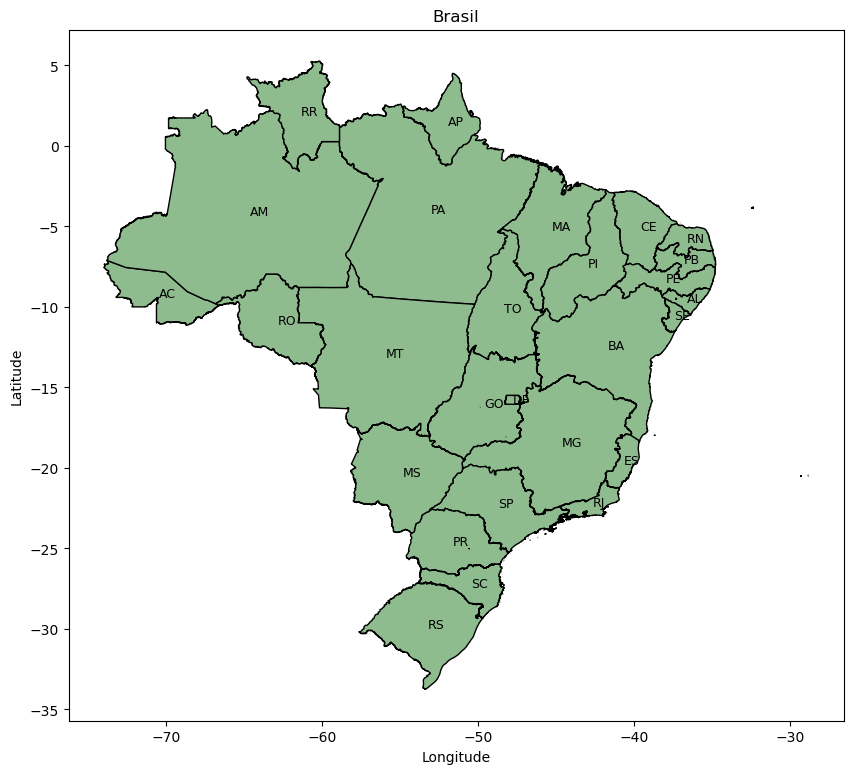 Brasil
5
RR
AP
0
AM
PA
MA
CE
−5
RN
PB
PI
PE
AC
AL
−10
TO
SE
RO
BA
MT
−15
DF
GO
MG
ES
−20
MS
SP
RJ
PR
−25
SC
RS
−30
−35
−70
−60
−50
−40
−30
Longitude
Latitude